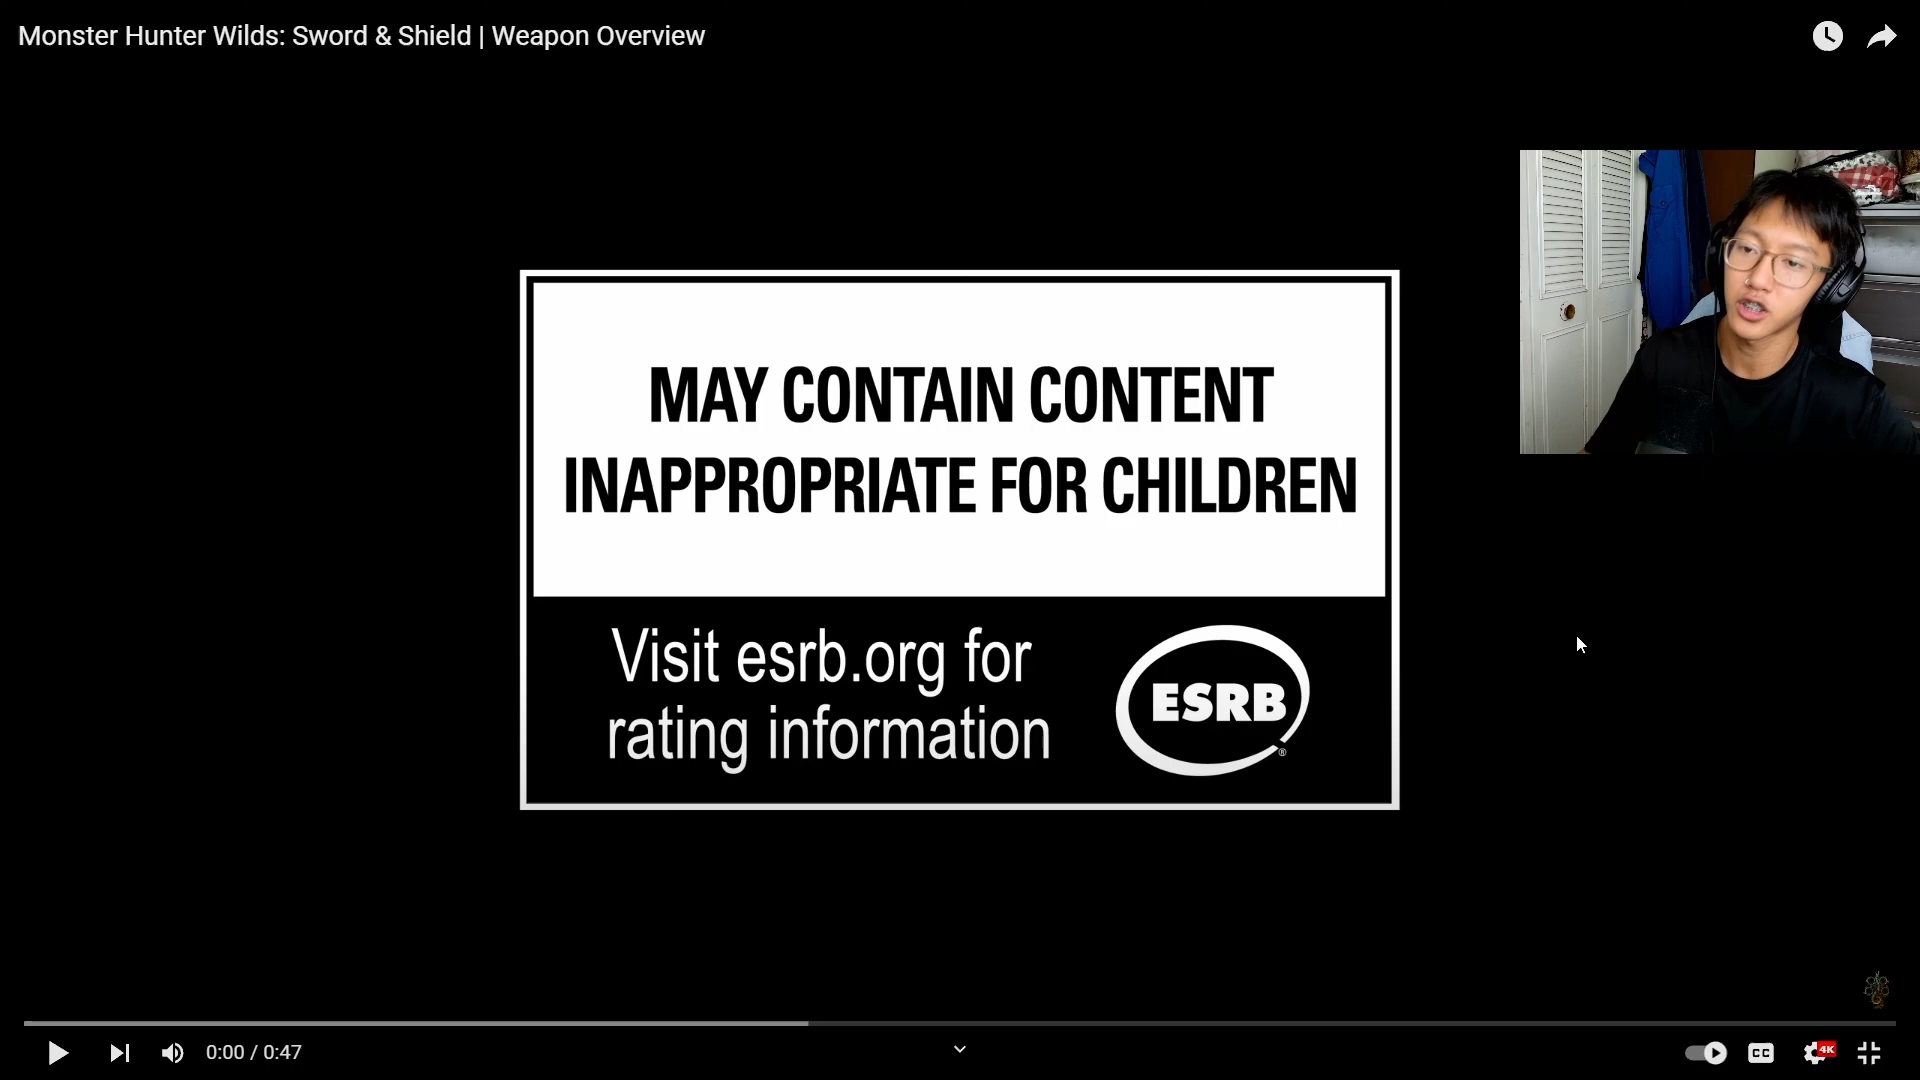 Monster Hunter Wilds: Sword & Shield | Weapon Overview
MAY CONTAIN CONTENT
INAPPROPRIATE FOR CHILDREN
Visit esrb.org for
rating information
ESRB
®
0:00 / 0:47
CC
4K